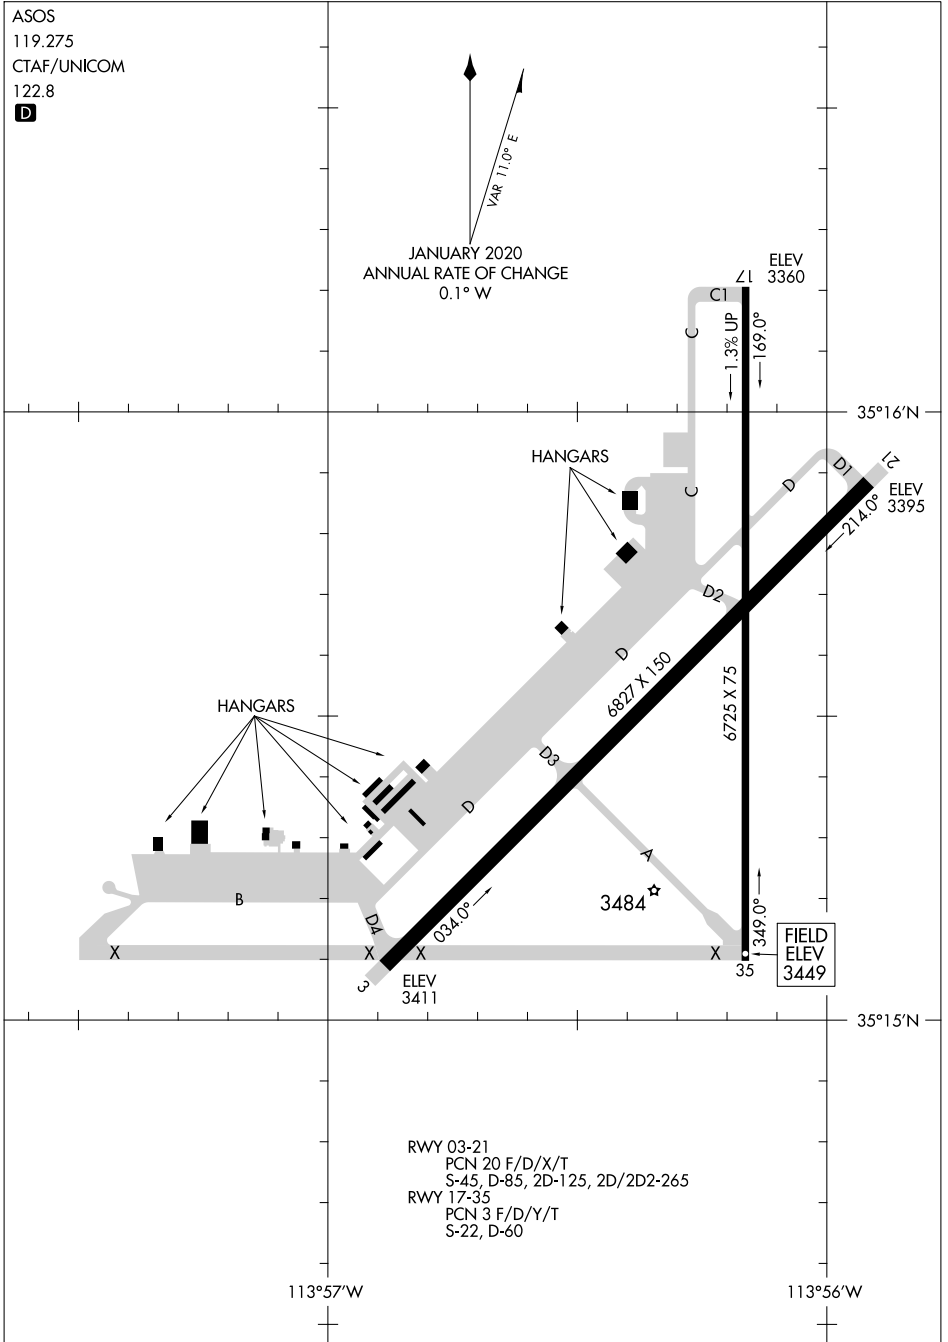 ASOS
119.275
CTAF/UNICOM
122.8
D
VAR 11.0° E
JANUARY 2020
ANNUAL RATE OF CHANGE
0.1° W
17
ELEV
3360
C1
C
1.3% UP
169.0°
35°16'N
HANGARS
C
D
D1
21
ELEV
3395
214.0°
D2
D
6827 X 150
6725 X 75
HANGARS
D3
D
A
3484
B
D4
034.0°
349.0°
X
X
X
X
FIELD
ELEV
3449
35
3
ELEV
3411
35°15'N
RWY 03-21
PCN 20 F/D/X/T
S-45, D-85, 2D-125, 2D/2D2-265
RWY 17-35
PCN 3 F/D/Y/T
S-22, D-60
113°57'W
113°56'W